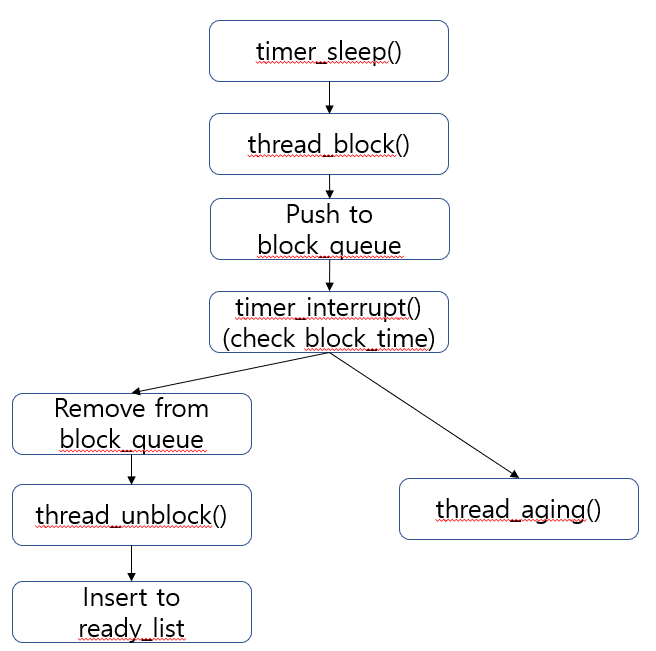 timer_sleep()
thread_block()
Push to
block_queue
timer_interrupt()
(check block_time)
Remove from
block_queue
thread_unblock()
Insert to
ready_list
thread_aging()